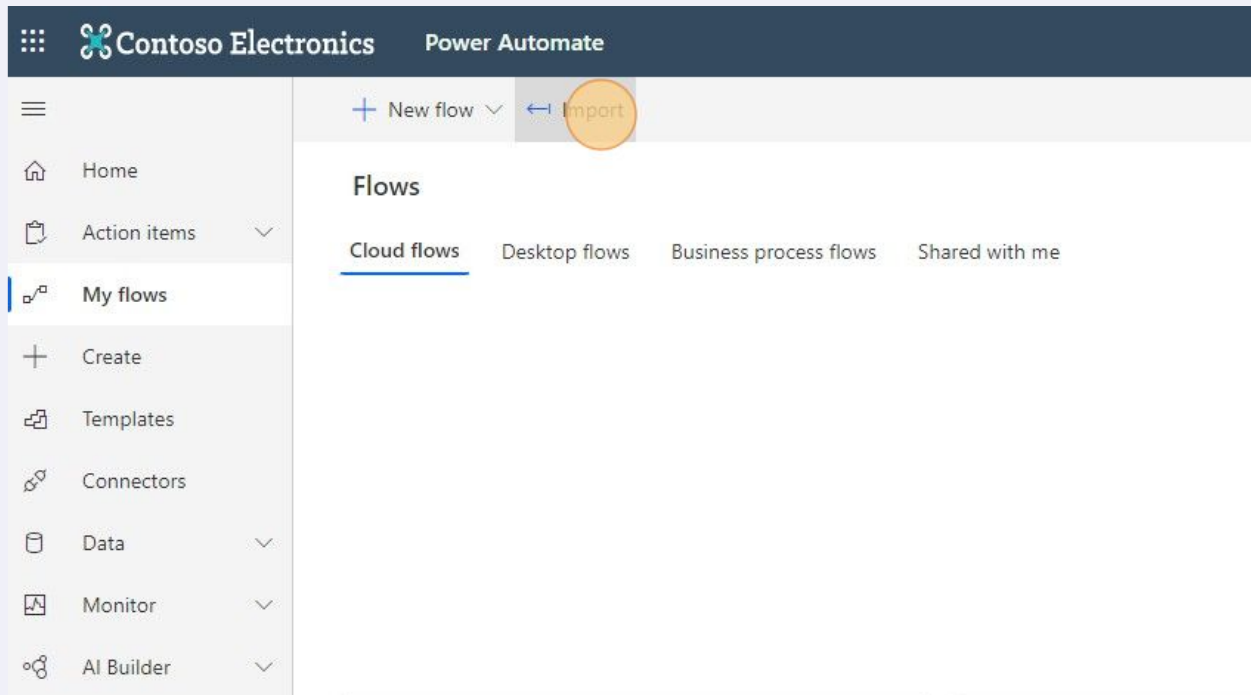 Contoso Electronics Power Automate
New flow Import
Home
Flows
Action items
Cloud flows Desktop flows Business process flows Shared with me
My flows
Create
Templates
Connectors
Data
Monitor
AI Builder